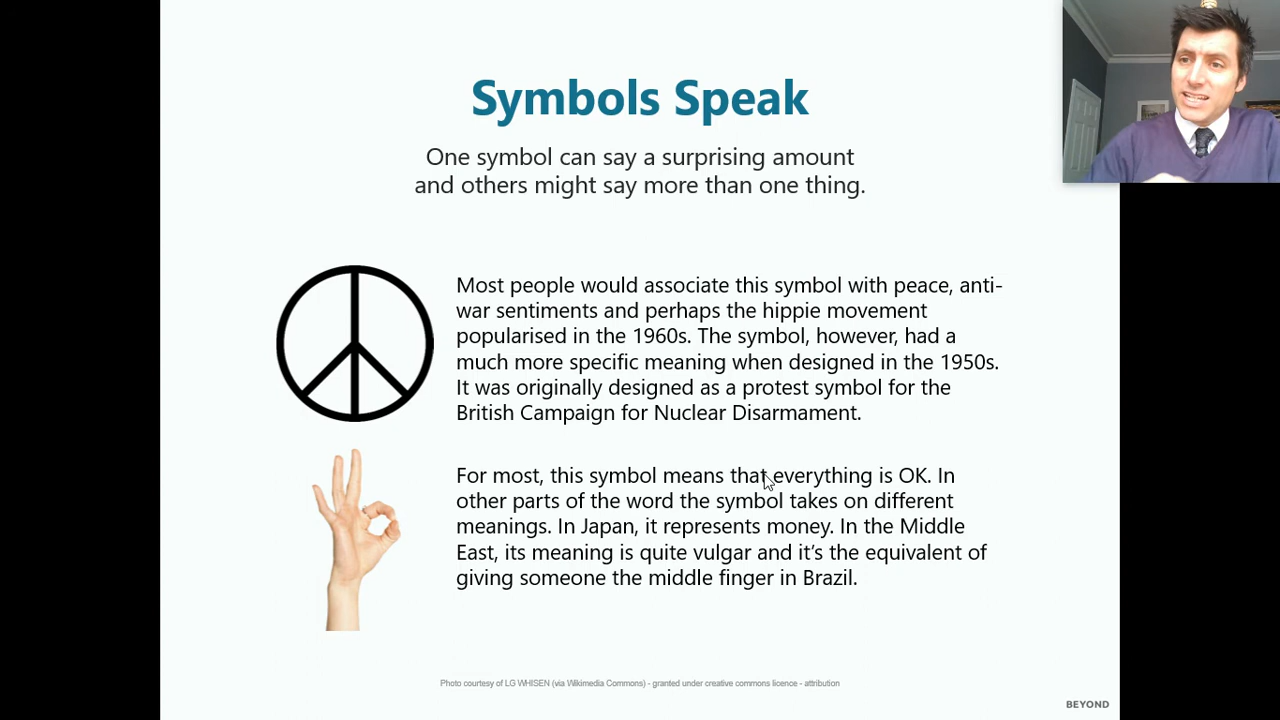 Symbols Speak
One symbol can say a surprising amount
and others might say more than one thing.
Most people would associate this symbol with peace, anti-
war sentiments and perhaps the hippie movement
popularised in the 1960s. The symbol, however, had a
much more specific meaning when designed in the 1950s.
It was originally designed as a protest symbol for the
British Campaign for Nuclear Disarmament.
For most, this symbol means that everything is OK. In
other parts of the word the symbol takes on different
meanings. In Japan, it represents money. In the Middle
East, its meaning is quite vulgar and it’s the equivalent of
giving someone the middle finger in Brazil.
Photo courtesy of LG WHISEN (via Wikimedia Commons) - granted under creative commons licence - attribution
BEYOND